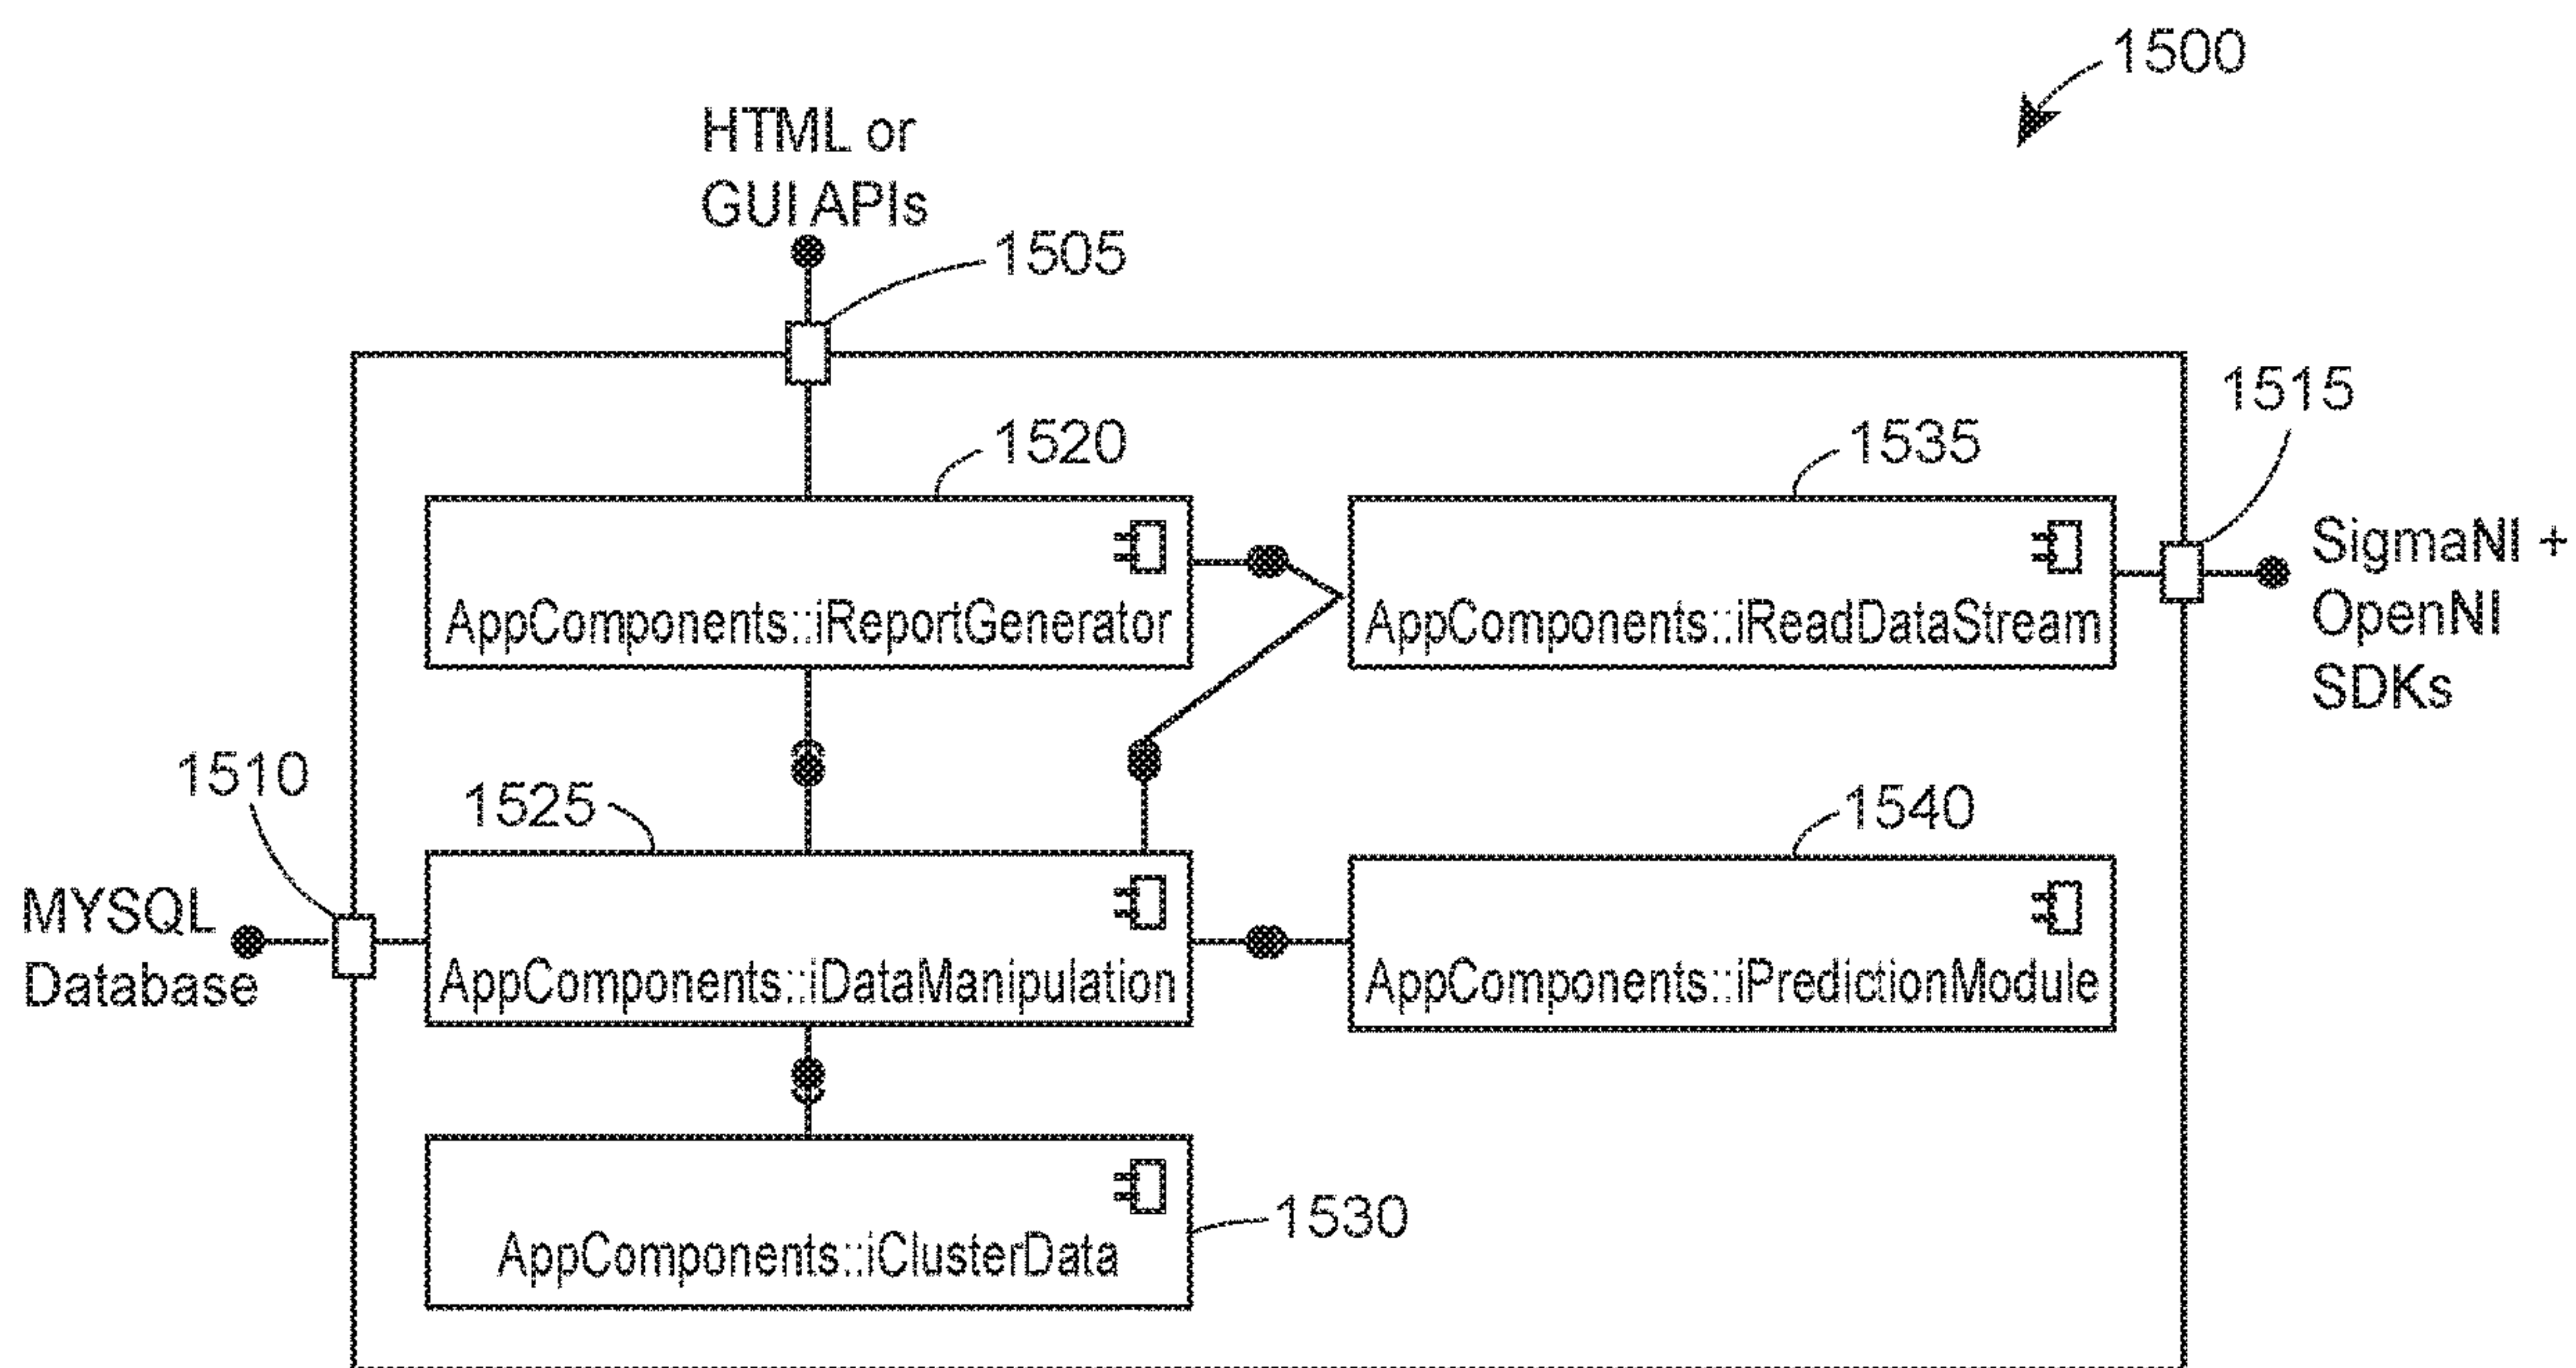 1500
HTML or
GUI APIs
1505
1515
1520
1535
SigmaNI +
OpenNI
SDKs
AppComponents::iReportGenerator
AppComponents::iReadDataStream
1510
1525
1540
MYSQL
Database
AppComponents::iDataManipulation
AppComponents::iPredictionModule
1530
AppComponents::iClusterData